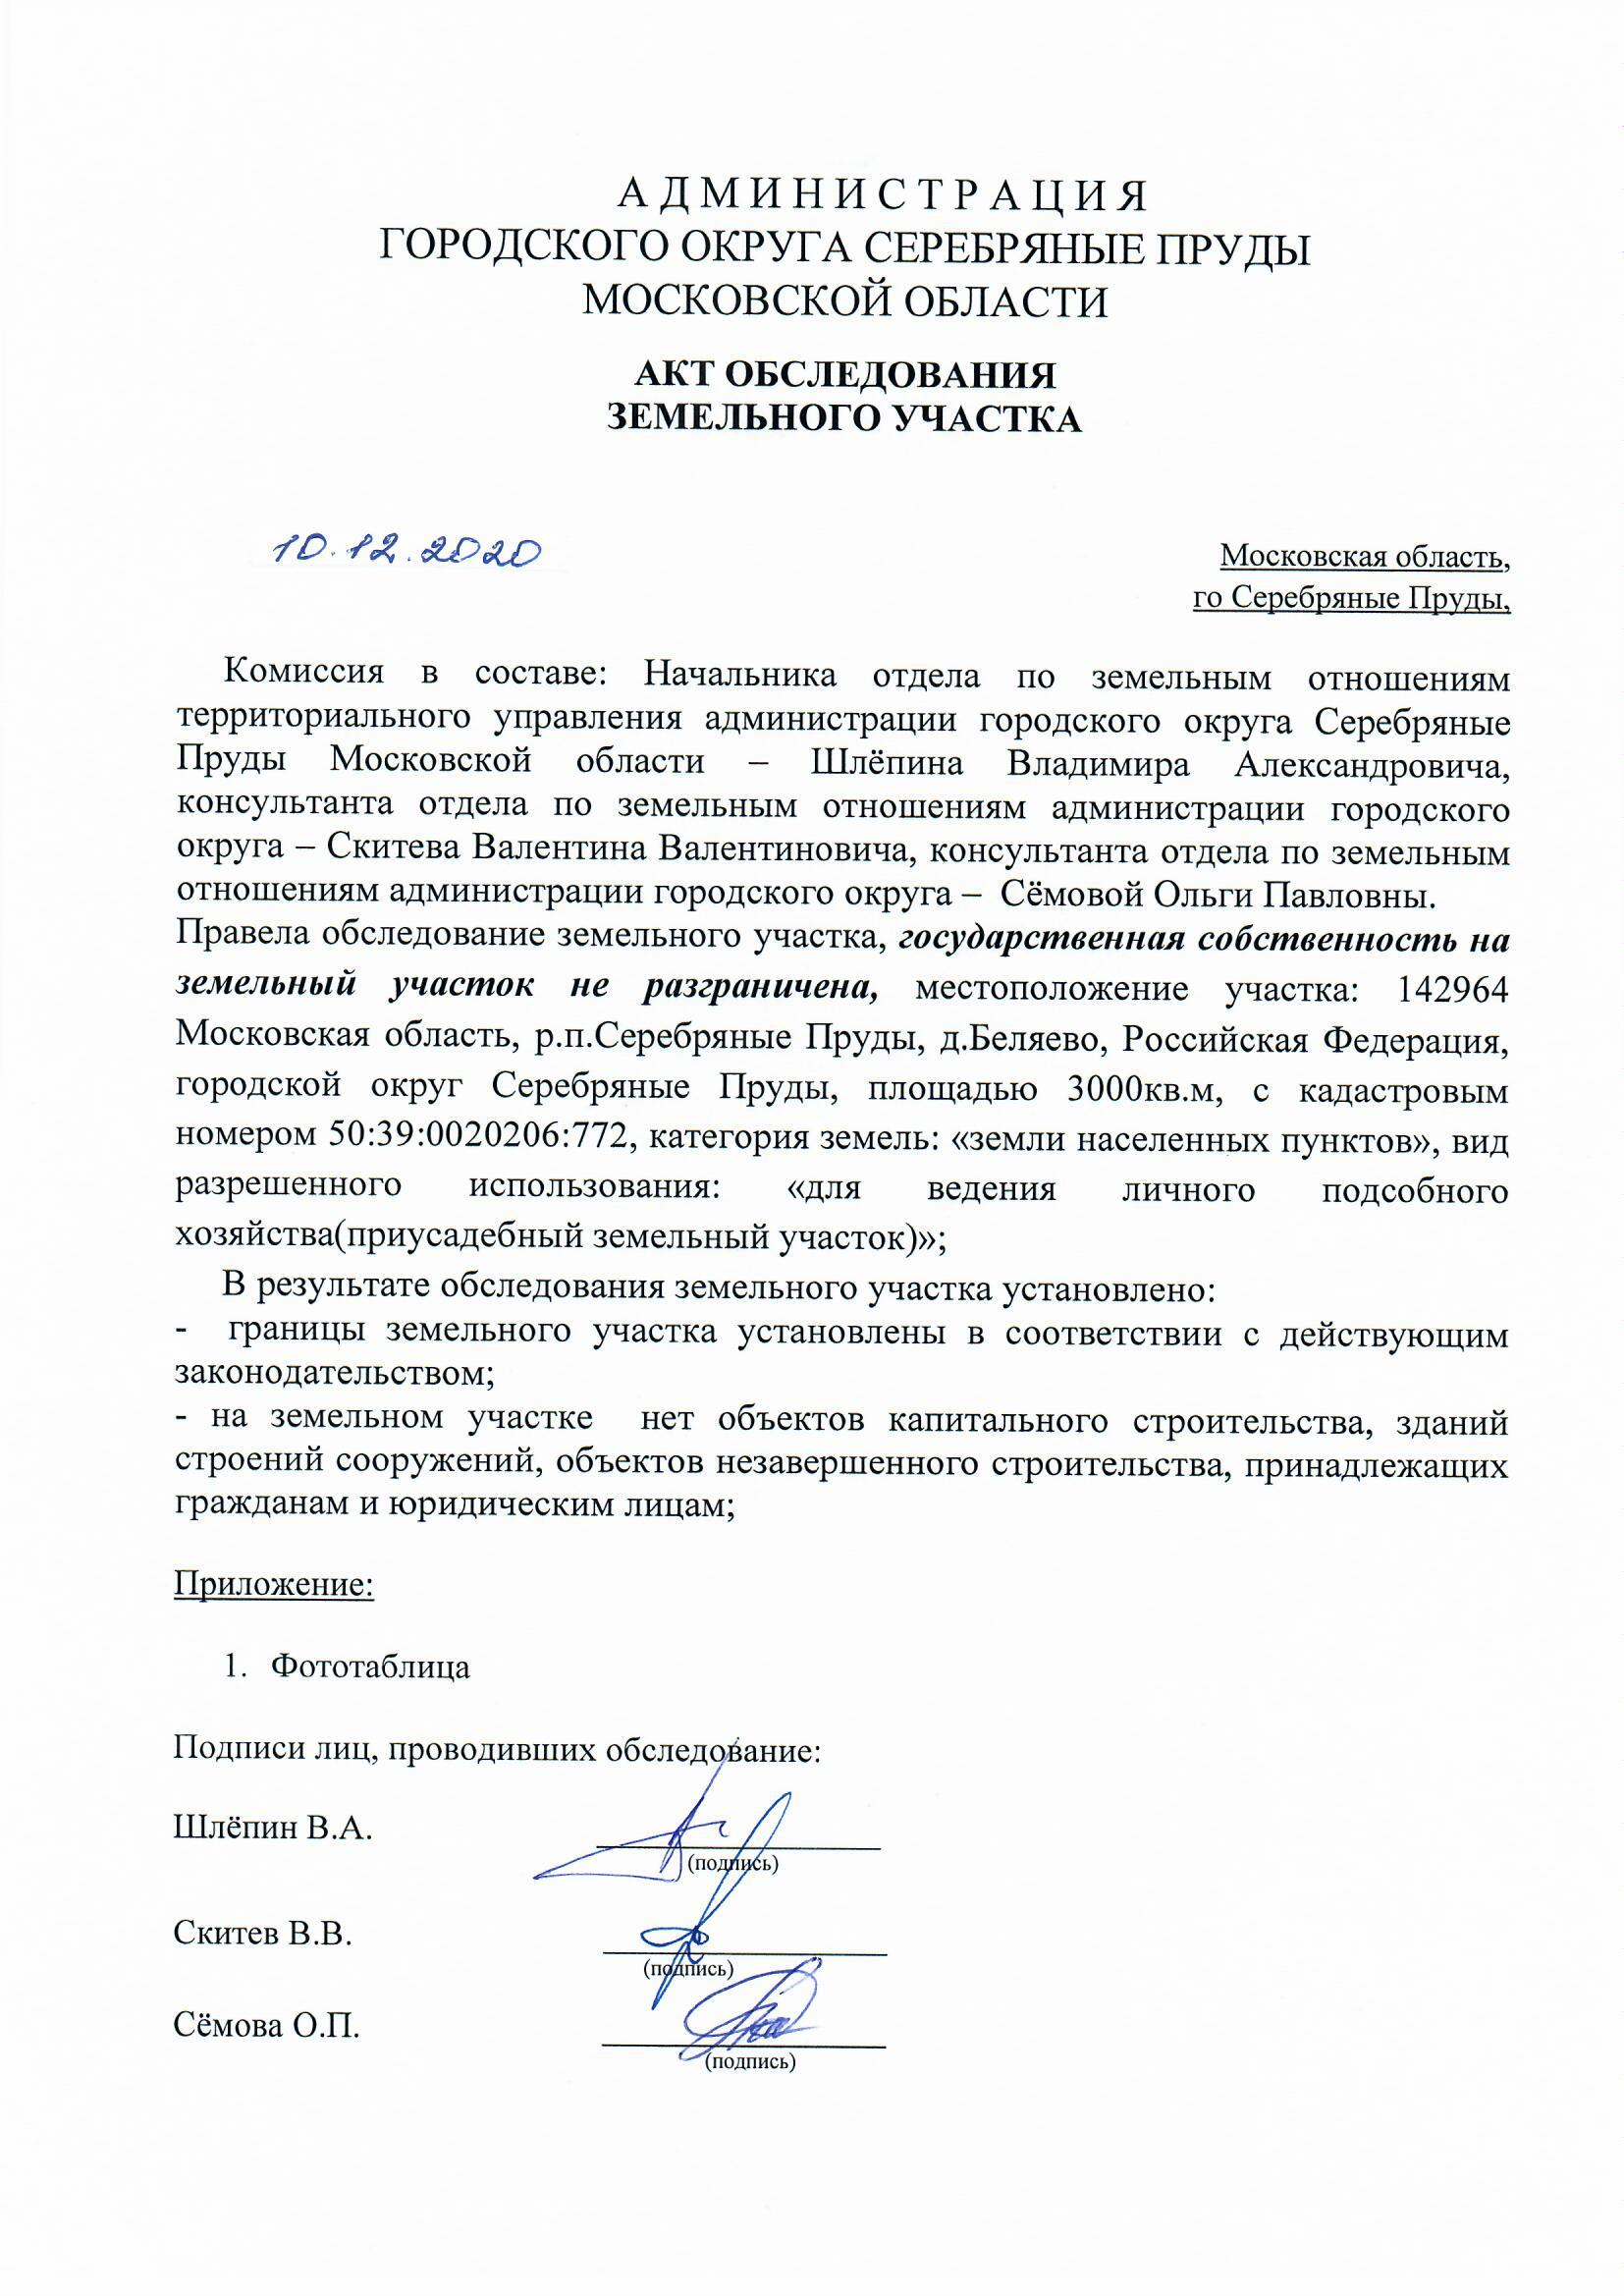 АДМИНИСТРАЦИЯ
ГОРОДСКОГО ОКРУГА СЕРЕБРЯНЫЕ ПРУДЫ
МОСКОВСКОЙ ОБЛАСТИ
АКТ ОБСЛЕДОВАНИЯ
ЗЕМЕЛЬНОГО УЧАСТКА
10.12.2020
Московская область,
го Серебряные Пруды,
Комиссия в составе: Начальника отдела по земельным отношениям
территориального управления администрации городского округа Серебряные
Пруды Московской области – Шлёпина Владимира Александровича,
консультанта отдела по земельным отношениям администрации городского
округа – Скитева Валентина Валентиновича, консультанта отдела по земельным
отношениям администрации городского округа – Сёмовой Ольги Павловны.
Правела обследование земельного участка, государственная собственность на
земельный участок не разграничена, местоположение участка: 142964
Московская область, р.п.Серебряные Пруды, д.Беляево, Российская Федерация,
городской округ Серебряные Пруды, площадью 3000кв.м, с кадастровым
номером 50:39:0020206:772, категория земель: «земли населенных пунктов», вид
разрешенного использования: «для ведения личного подсобного
хозяйства(приусадебный земельный участок)»;
В результате обследования земельного участка установлено:
- границы земельного участка установлены в соответствии с действующим
законодательством;
- на земельном участке нет объектов капитального строительства, зданий
строений сооружений, объектов незавершенного строительства, принадлежащих
гражданам и юридическим лицам;
Приложение:
1. Фототаблица
Подписи лиц, проводивших обследование:
Шлёпин В.А.
(подпись)
Скитев В.В.
(подпись)
Сёмова О.П.
(подпись)